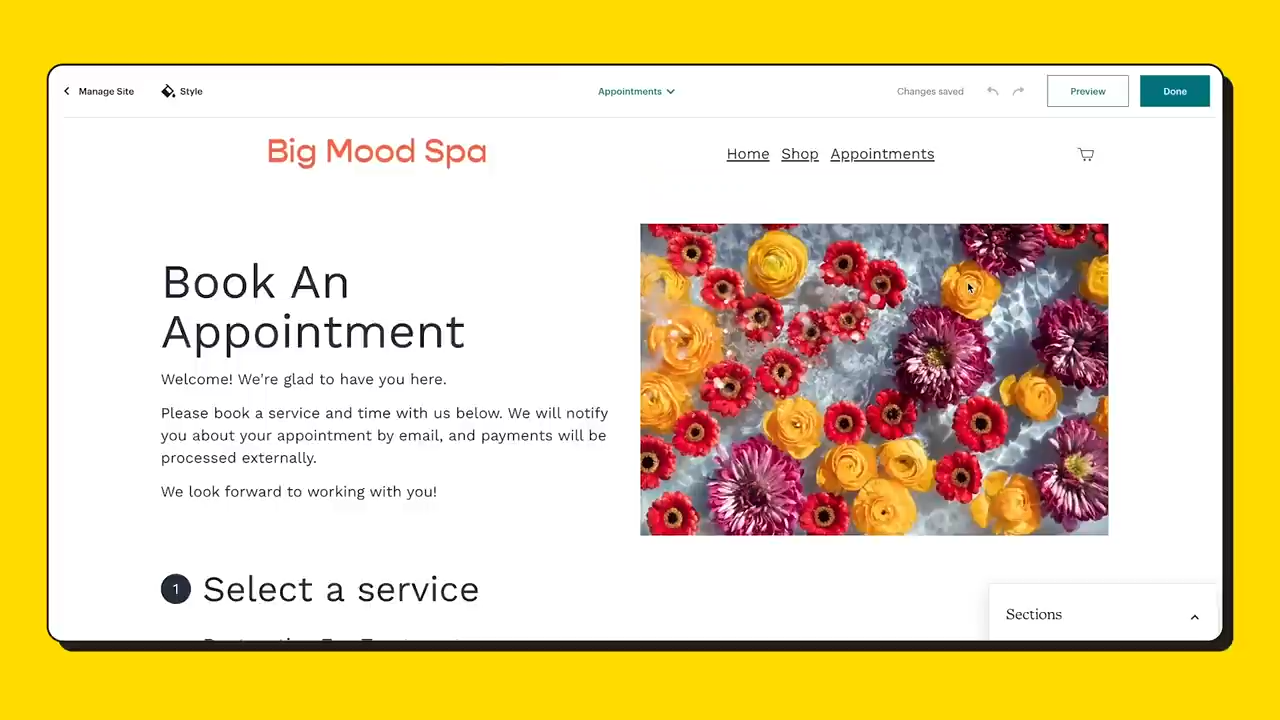 Manage Site
Style
Appointments
Changes saved
Preview
Done
Big Mood Spa
Home
Shop
Appointments
Book An
Appointment
Welcome! We're glad to have you here.
Please book a service and time with us below. We will notify
you about your appointment by email, and payments will be
processed externally.
We look forward to working with you!
1 Select a service
Sections